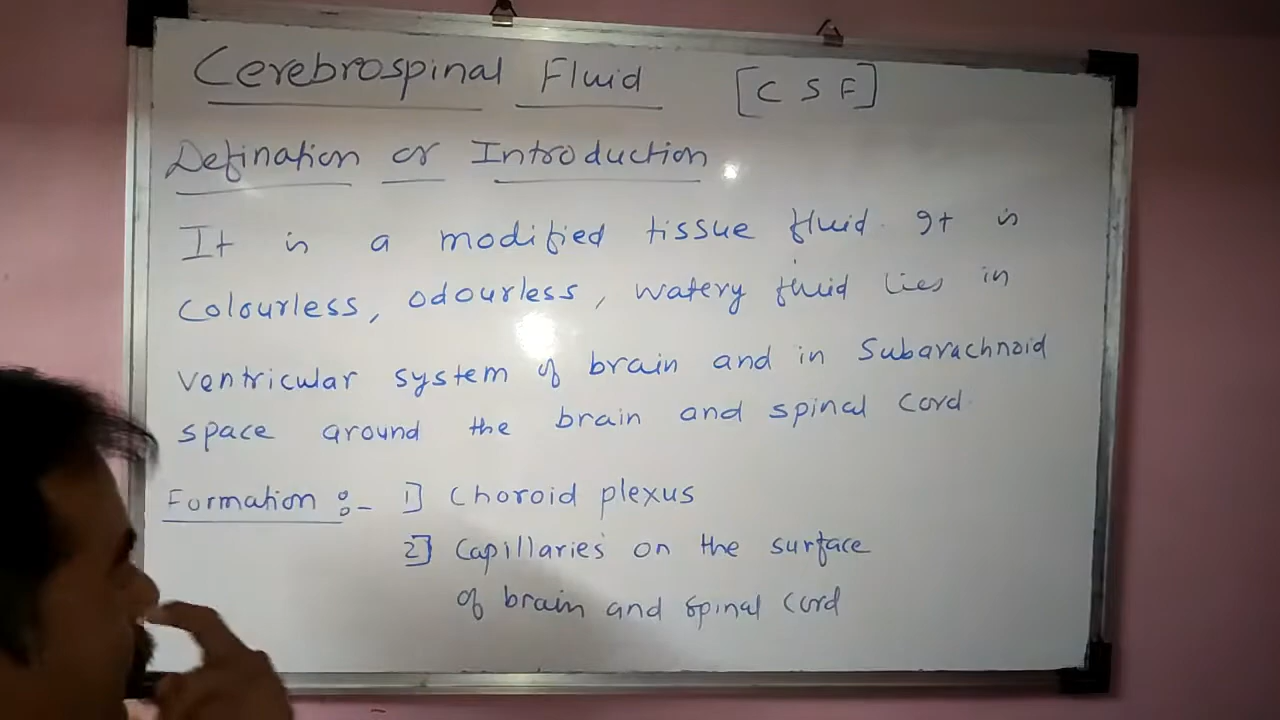 Cerebrospinal Fluid [CSF]
Defination or Introduction
It is a modified tissue fluid. It is
colourless, odourless, watery fluid lies in
ventricular system of brain and in Subarachnoid
space around the brain and spinal cord.
Formation :- 1] Choroid plexus
2] Capillaries on the surface
of brain and spinal cord